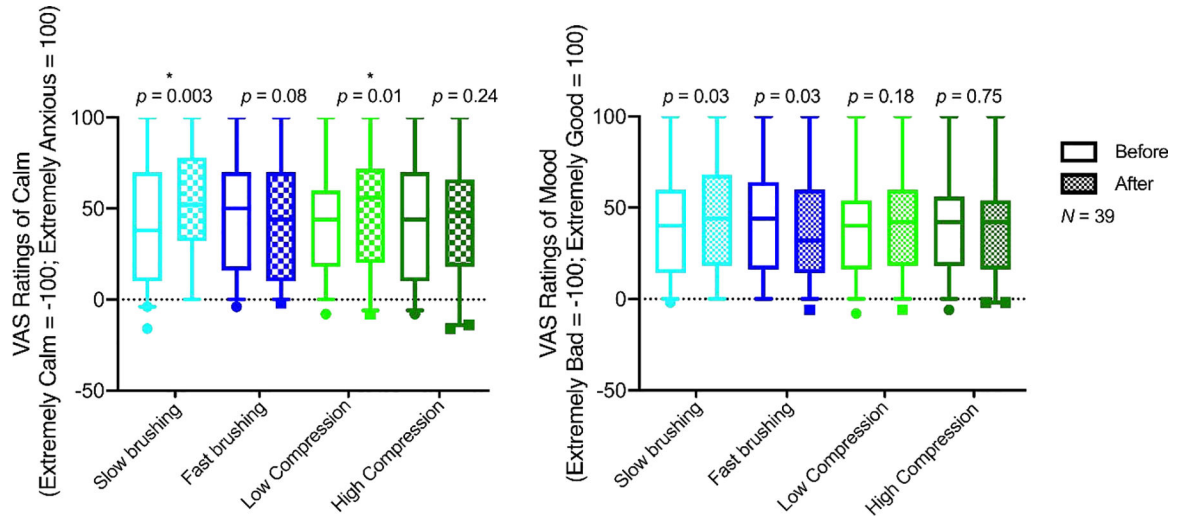 VAS Ratings of Calm
(Extremely Calm = -100; Extremely Anxious = 100)
*
p = 0.003
p = 0.08
*
p = 0.01
p = 0.24
100
50
0
-50
Slow brushing
Fast brushing
Low Compression
High Compression
VAS Ratings of Mood
(Extremely Bad = -100; Extremely Good = 100)
p = 0.03
p = 0.03
p = 0.18
p = 0.75
100
50
0
-50
Slow brushing
Fast brushing
Low Compression
High Compression
Before
After
N = 39